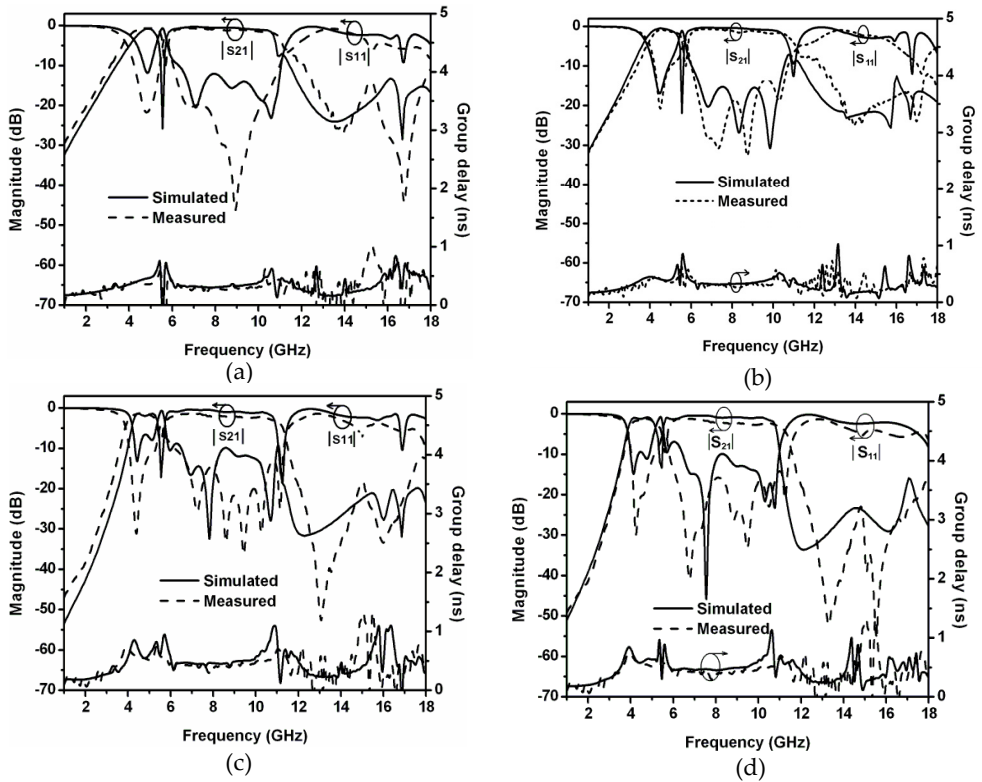 0
-10
-20
-30
-40
-50
-60
-70
Magnitude (dB)
5
4
3
2
1
0
Group delay (ns)
|S21|
|S11|
Simulated
Measured
2 4 6 8 10 12 14 16 18
Frequency (GHz)
(a)
0
-10
-20
-30
-40
-50
-60
-70
Magnitude (dB)
5
4
3
2
1
0
Group delay (ns)
|S21|
|S11|
Simulated
Measured
2 4 6 8 10 12 14 16 18
Frequency (GHz)
(b)
0
-10
-20
-30
-40
-50
-60
-70
Magnitude (dB)
5
4
3
2
1
0
Group delay (ns)
|S21|
|S11|
Simulated
Measured
2 4 6 8 10 12 14 16 18
Frequency (GHz)
(c)
0
-10
-20
-30
-40
-50
-60
-70
Magnitude (dB)
5
4
3
2
1
0
Group delay (ns)
|S21|
|S11|
Simulated
Measured
2 4 6 8 10 12 14 16 18
Frequency (GHz)
(d)